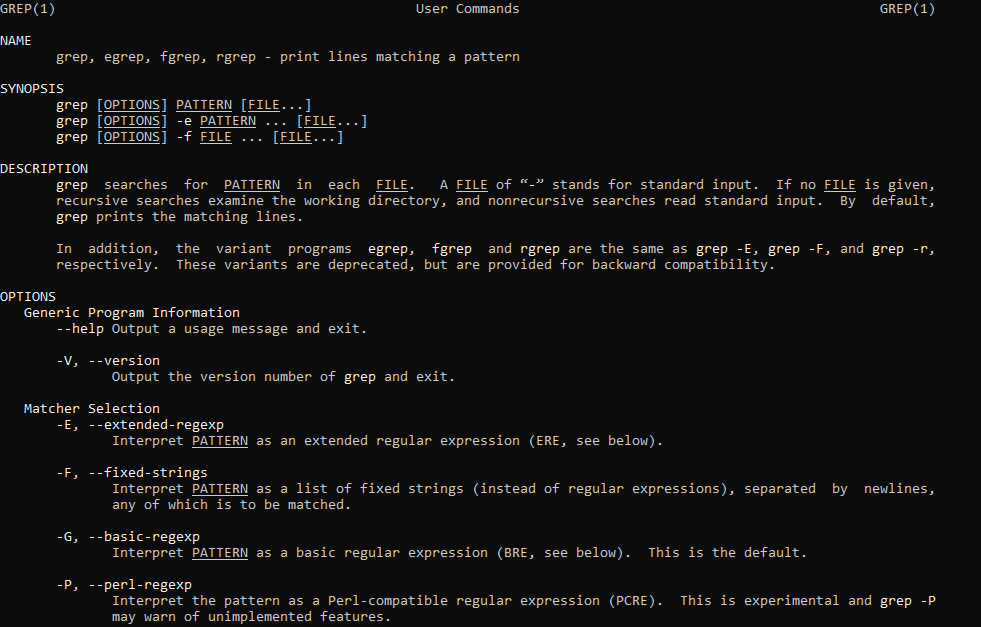 GREP(1) User Commands GREP(1)
NAME
grep, egrep, fgrep, rgrep - print lines matching a pattern
SYNOPSIS
grep [OPTIONS] PATTERN [FILE...]
grep [OPTIONS] -e PATTERN ... [FILE...]
grep [OPTIONS] -f FILE ... [FILE...]
DESCRIPTION
grep searches for PATTERN in each FILE. A FILE of “-” stands for standard input. If no FILE is given,
recursive searches examine the working directory, and nonrecursive searches read standard input. By default,
grep prints the matching lines.
In addition, the variant programs egrep, fgrep and rgrep are the same as grep -E, grep -F, and grep -r,
respectively. These variants are deprecated, but are provided for backward compatibility.
OPTIONS
Generic Program Information
--help Output a usage message and exit.
-V, --version
Output the version number of grep and exit.
Matcher Selection
-E, --extended-regexp
Interpret PATTERN as an extended regular expression (ERE, see below).
-F, --fixed-strings
Interpret PATTERN as a list of fixed strings (instead of regular expressions), separated by newlines,
any of which is to be matched.
-G, --basic-regexp
Interpret PATTERN as a basic regular expression (BRE, see below). This is the default.
-P, --perl-regexp
Interpret the pattern as a Perl-compatible regular expression (PCRE). This is experimental and grep -P
may warn of unimplemented features.